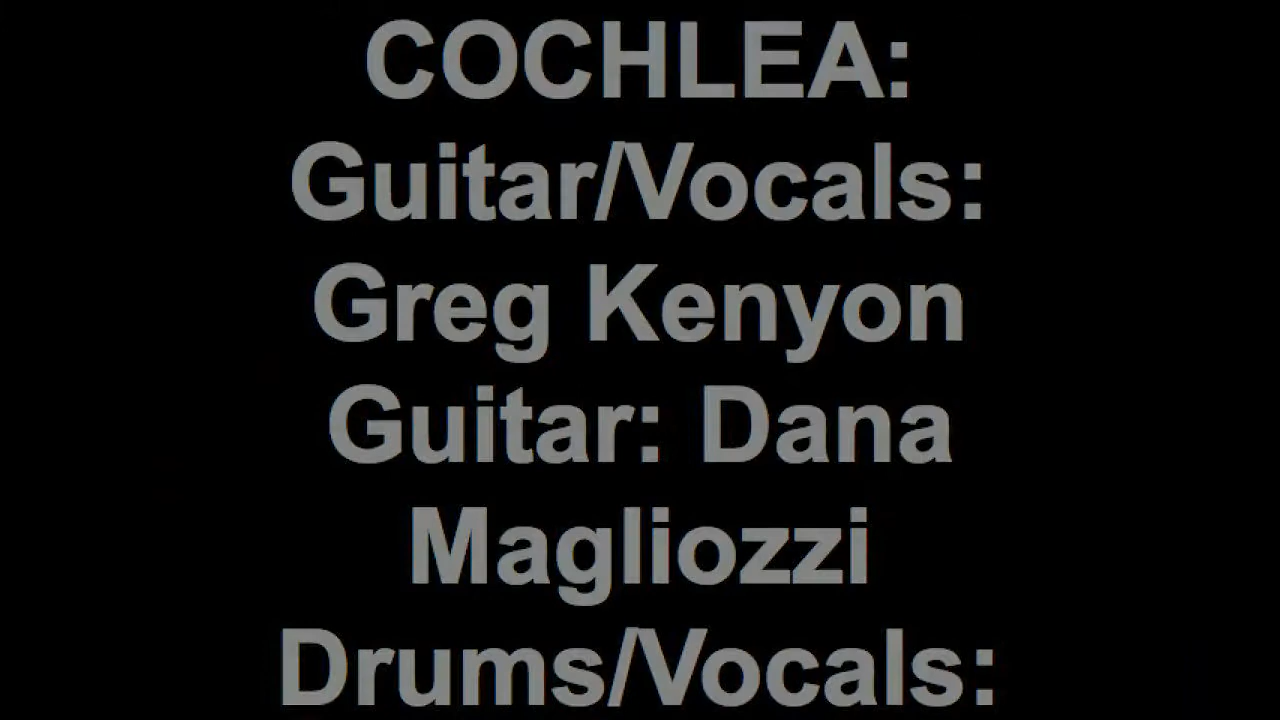 COCHLEA:
Guitar/Vocals:
Greg Kenyon
Guitar: Dana
Magliozzi
Drums/Vocals: